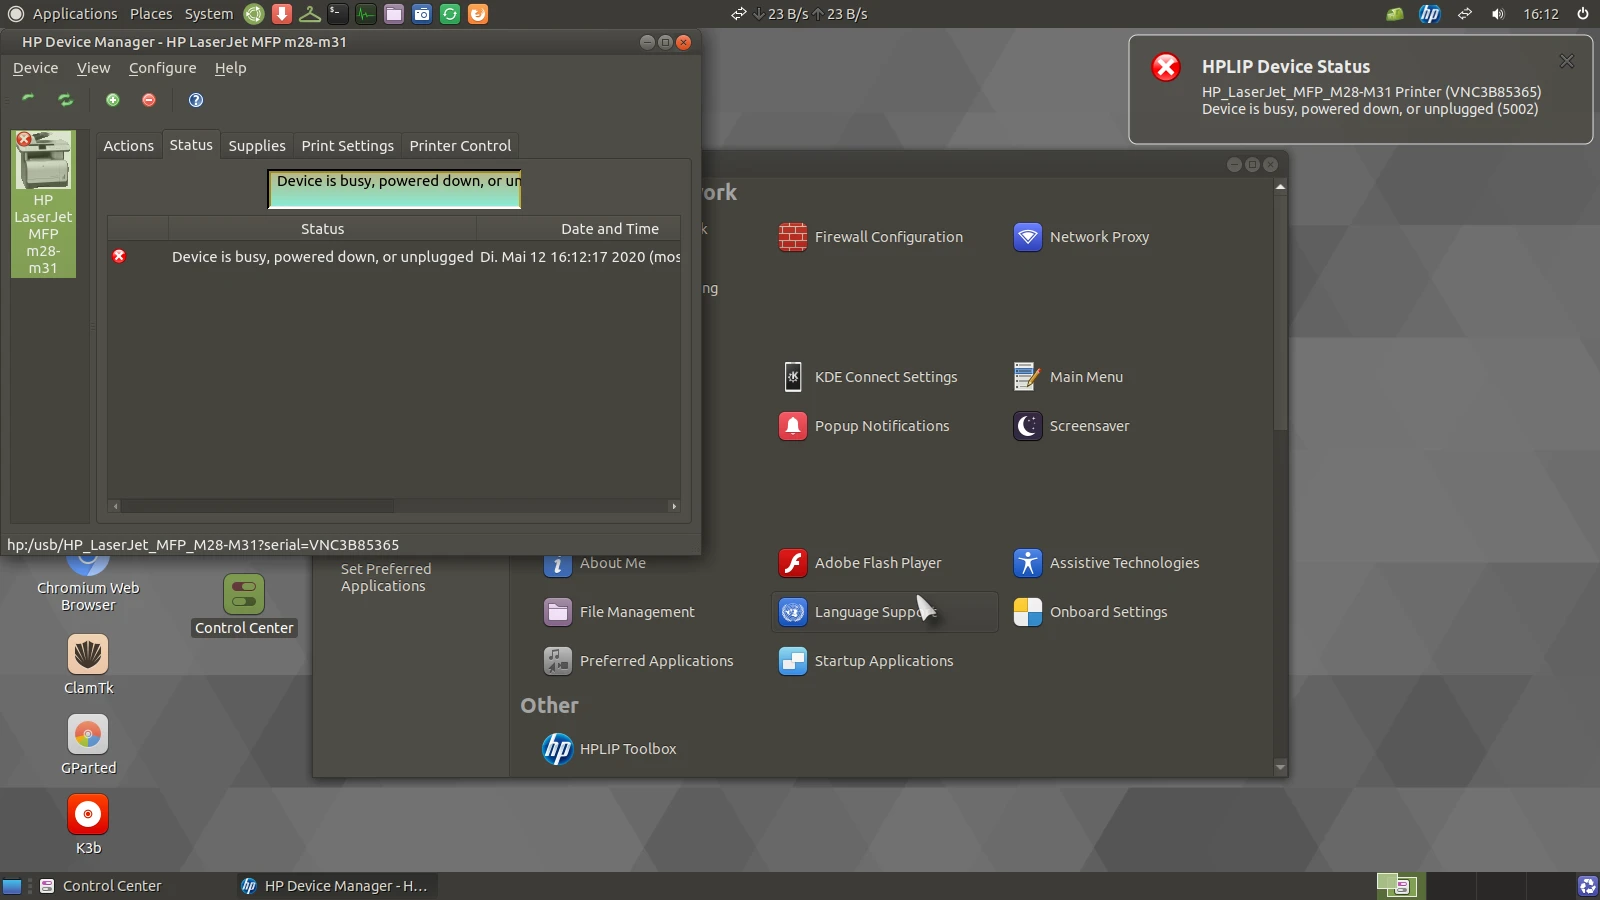 Applications Places System
23 B/s 23 B/s
hp
16:12
HP Device Manager - HP LaserJet MFP m28-m31
Device View Configure Help
HP
LaserJet
MFP
m28-
m31
Actions Status Supplies Print Settings Printer Control
Device is busy, powered down, or un
Status Date and Time
Device is busy, powered down, or unplugged Di. Mai 12 16:12:17 2020 (mos
hp:/usb/HP_LaserJet_MFP_M28-M31?serial=VNC3B85365
HPLIP Device Status
HP_LaserJet_MFP_M28-M31 Printer (VNC3B85365)
Device is busy, powered down, or unplugged (5002)
ork
k
Firewall Configuration
Network Proxy
ng
KDE Connect Settings
Main Menu
Popup Notifications
Screensaver
Set Preferred
Applications
About Me
Adobe Flash Player
Assistive Technologies
File Management
Language Suppo
Onboard Settings
Preferred Applications
Startup Applications
Other
hp
HPLIP Toolbox
Chromium Web
Browser
Control Center
ClamTk
GParted
K3b
Control Center
hp
HP Device Manager - H...